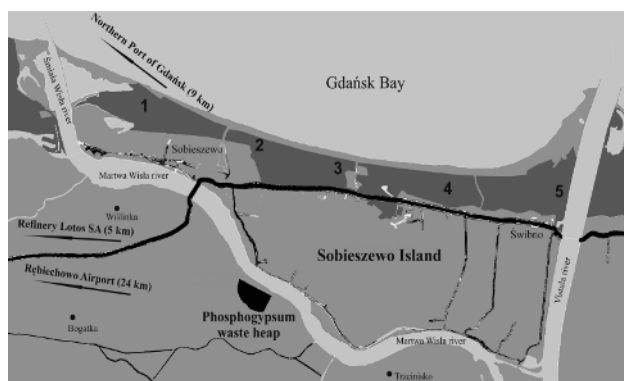 Northern Port of Gdańsk (9 km)
Gdańsk Bay
Śmiała Wisła river
1
2
3
4
5
Sobieszewo
Martwa Wisła river
Wiślinka
Refinery Lotos SA (5 km)
Świbno
Sobieszewo Island
Rębiechowo Airport (24 km)
Vistula river
Phosphogypsum
waste heap
Bogatka
Martwa Wisła river
Trzcinisko